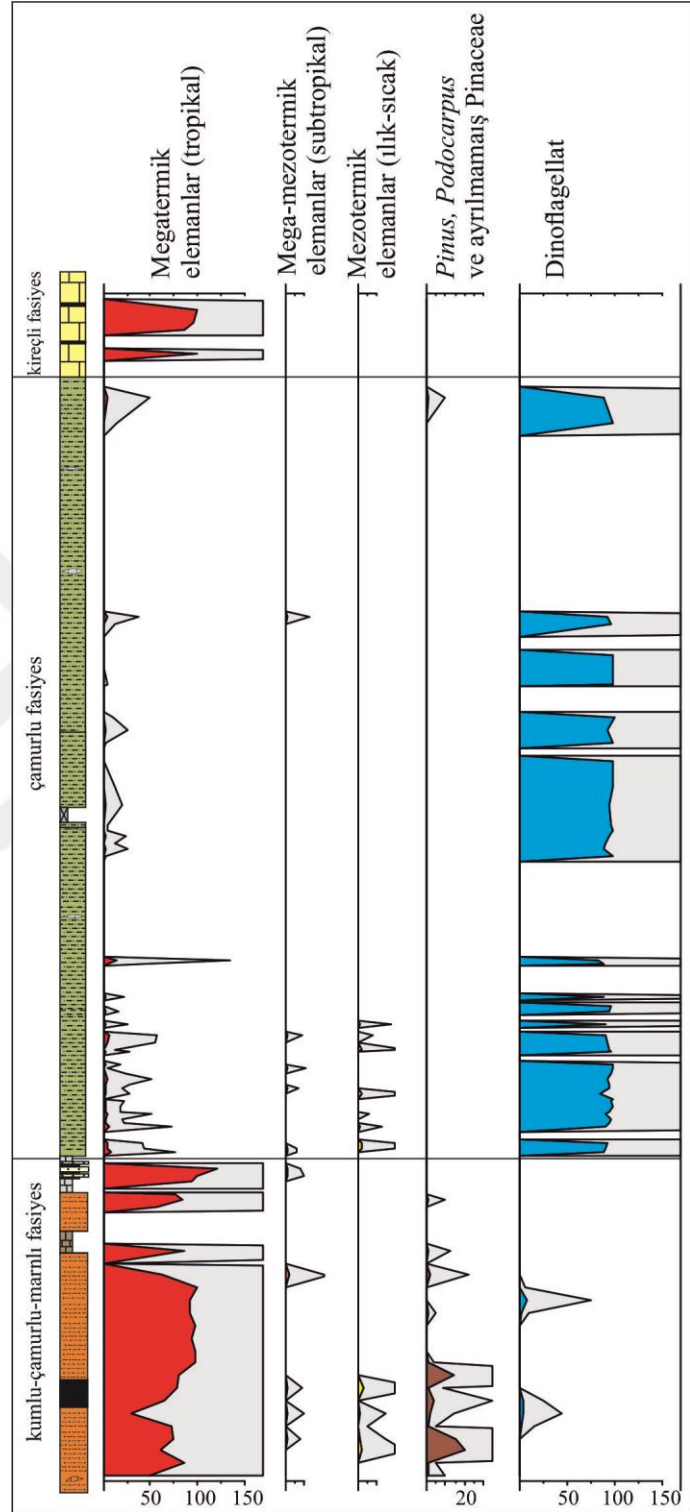 kumlu-çamurlu-marnlı fasiyes
çamurlu fasiyes
kireçli fasiyes
Megatermik
elemanlar (tropikal)
Mega-mezotermik
elemanlar (subtropikal)
Mezotermik
elemanlar (ılık-sıcak)
Pinus, Podocarpus
ve ayrılmamaış Pinaceae
Dinoflagellat
50 100 150
20
50 100 150